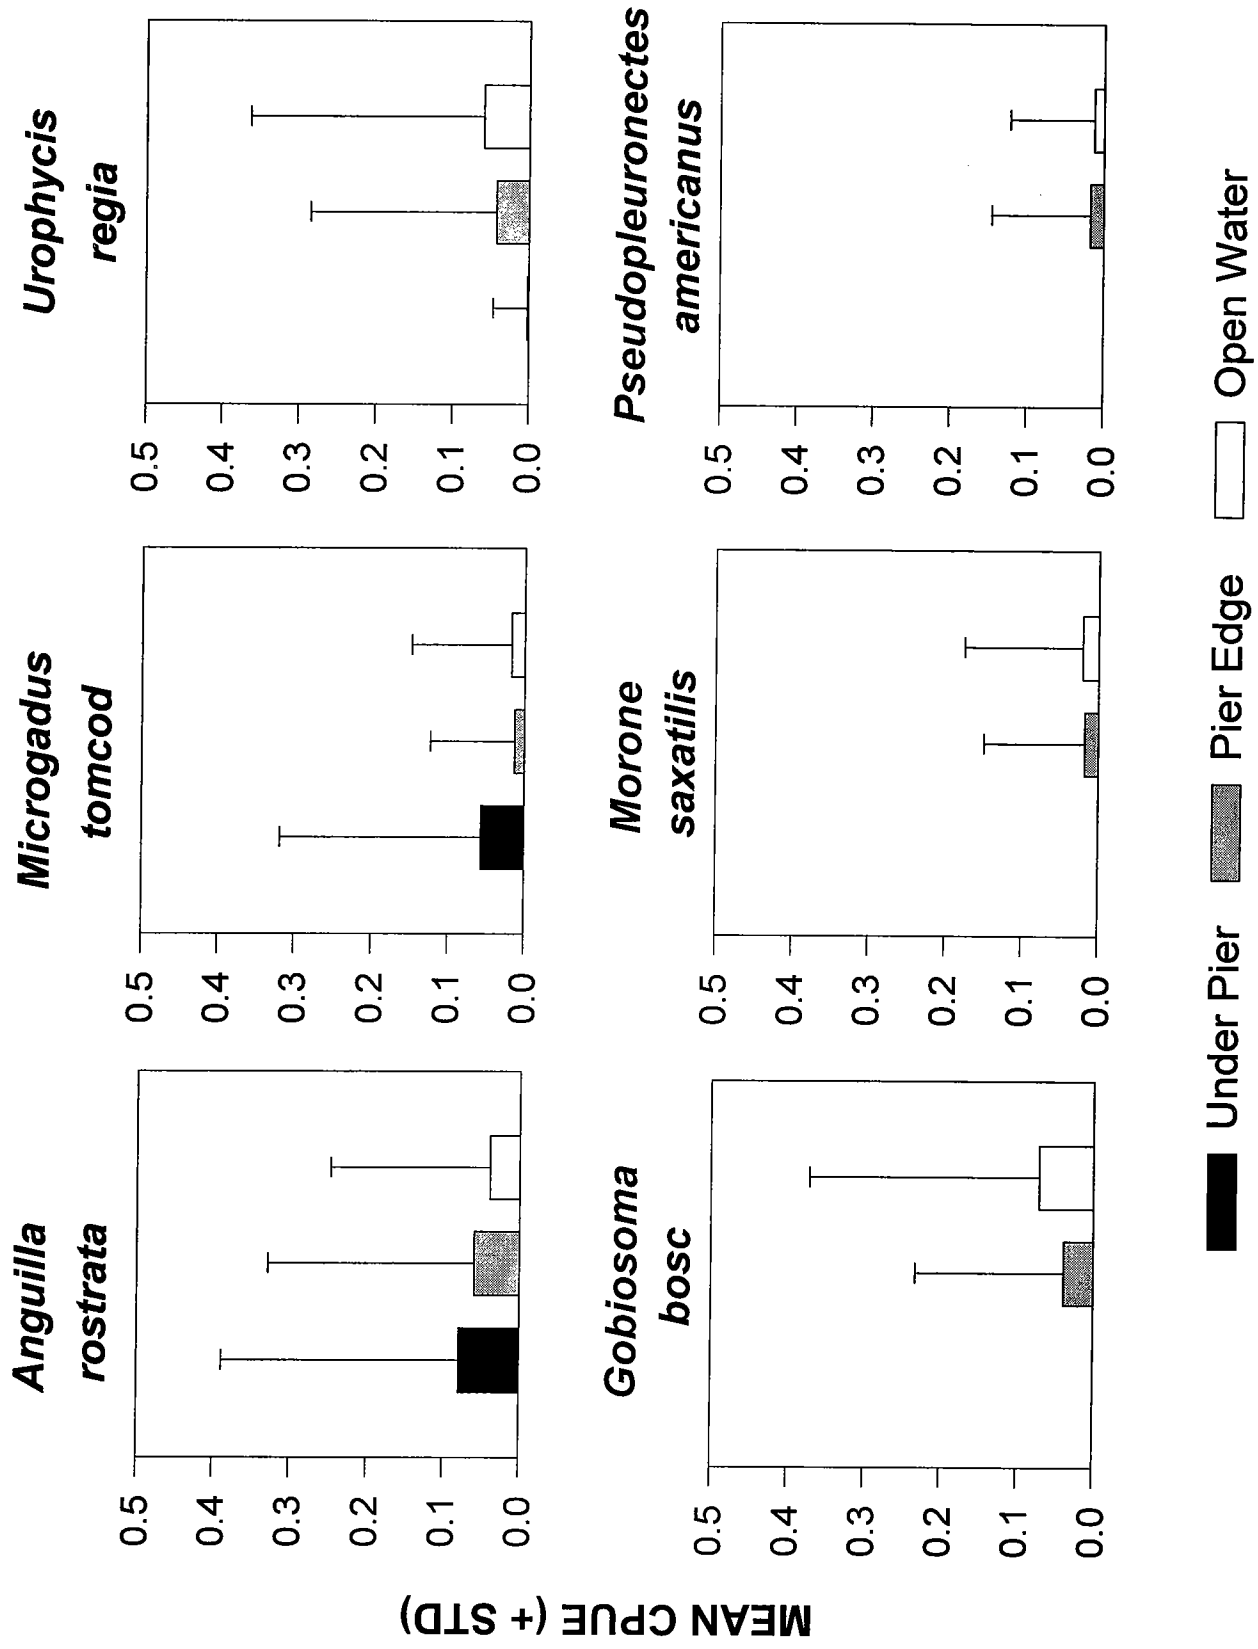 MEAN CPUE (+ STD)
Anguilla
rostrata
0.5
0.4
0.3
0.2
0.1
0.0
Microgadus
tomcod
0.5
0.4
0.3
0.2
0.1
0.0
Urophycis
regia
0.5
0.4
0.3
0.2
0.1
0.0
Gobiosoma
bosc
0.5
0.4
0.3
0.2
0.1
0.0
Morone
saxatilis
0.5
0.4
0.3
0.2
0.1
0.0
Pseudopleuronectes
americanus
0.5
0.4
0.3
0.2
0.1
0.0
Under Pier Pier Edge Open Water